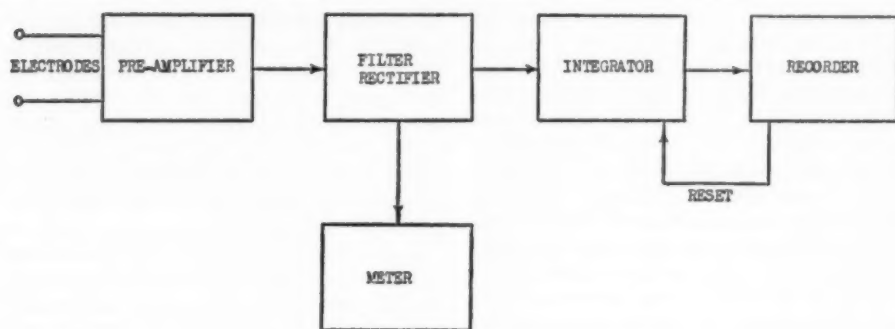 ELECTRODES
PRE-AMPLIFIER
FILTER
RECTIFIER
INTEGRATOR
RECORDER
RESET
METER